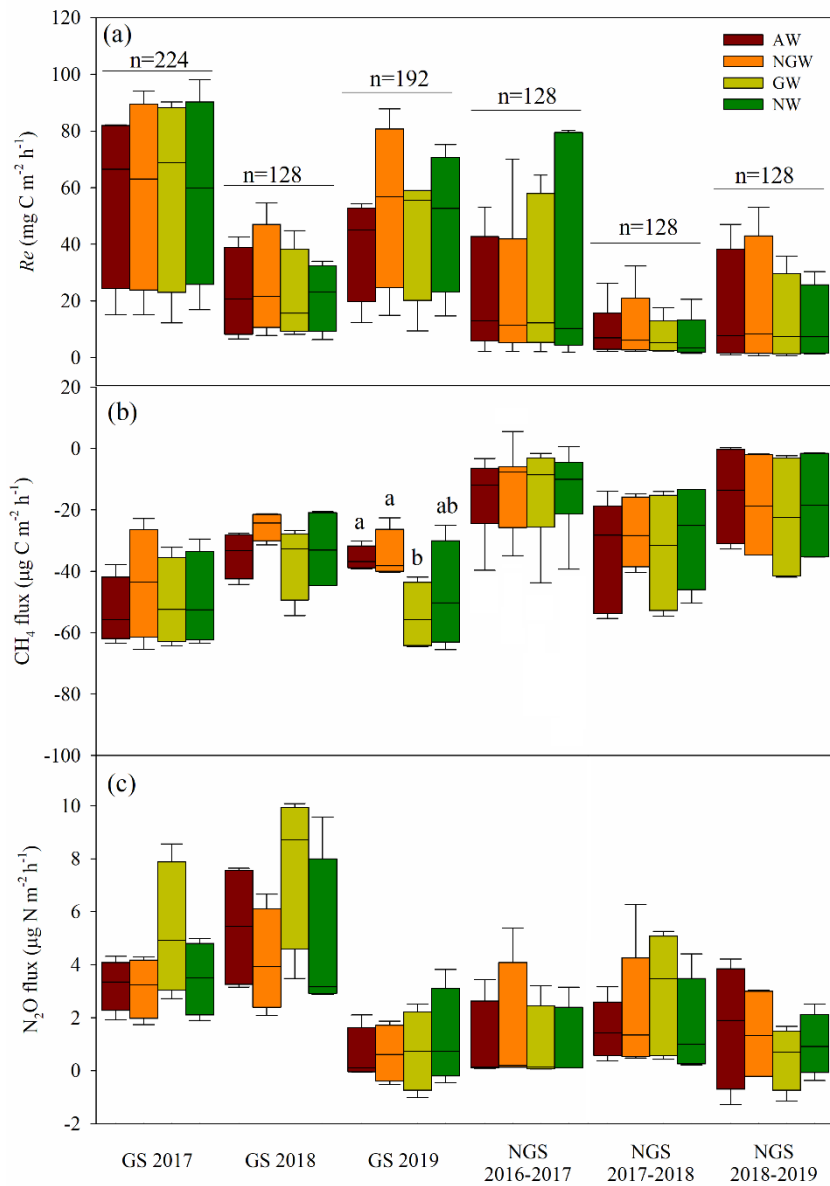 (a)
n=224
n=128
n=192
n=128
n=128
n=128
AW
NGW
GW
NW
120
100
80
60
40
20
0
Re (mg C m⁻² h⁻¹)
(b)
20
0
-20
-40
-60
-80
-100
CH₄ flux (μg C m⁻² h⁻¹)
a
a
b
ab
(c)
10
8
6
4
2
0
-2
N₂O flux (μg N m⁻² h⁻¹)
GS 2017
GS 2018
GS 2019
NGS
2016-2017
NGS
2017-2018
NGS
2018-2019